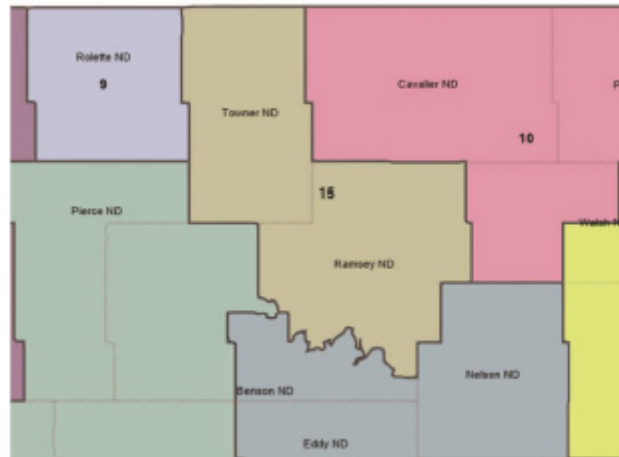 Rolette ND
9
Cavalier ND
P
Towner ND
10
15
Pierce ND
Walsh N
Ramsey ND
Nelson ND
Benson ND
Eddy ND